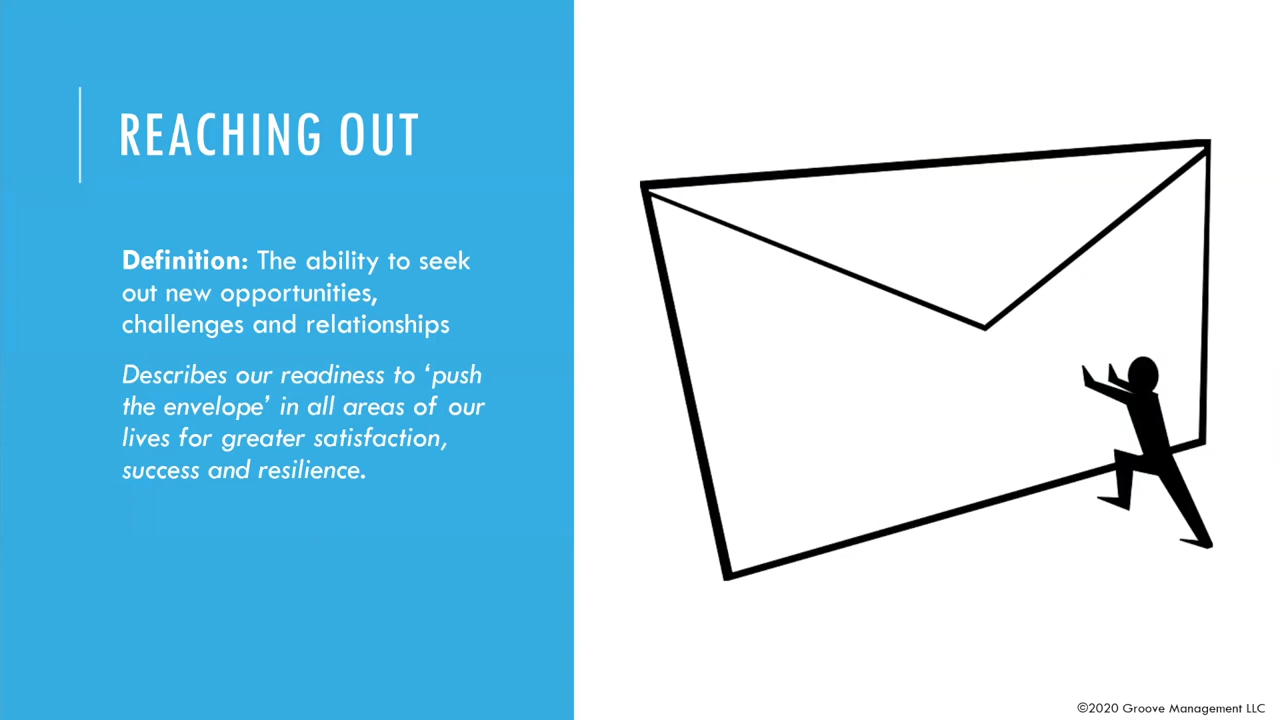 REACHING OUT
Definition: The ability to seek
out new opportunities,
challenges and relationships
Describes our readiness to ‘push
the envelope’ in all areas of our
lives for greater satisfaction,
success and resilience.
©2020 Groove Management LLC